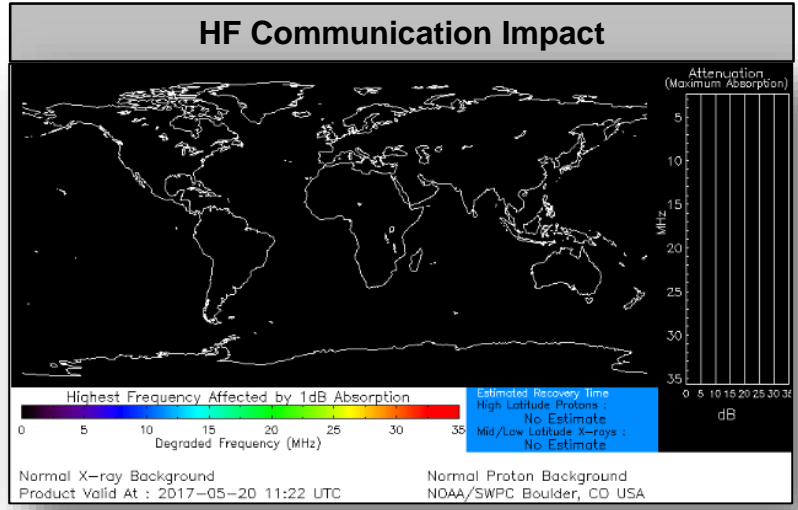 HF Communication Impact
Attenuation
(Maximum Absorption)
5
10
15
20
25
30
35
MHz
0 5 10 15 20 25 30 35
dB
Highest Frequency Affected by 1dB Absorption
0 5 10 15 20 25 30 35
Degraded Frequency (MHz)
Estimated Recovery Time
High Latitude Protons :
No Estimate
Mid/Low Latitude X-rays :
No Estimate
Normal X-ray Background
Product Valid At : 2017-05-20 11:22 UTC
Normal Proton Background
NOAA/SWPC Boulder, CO USA